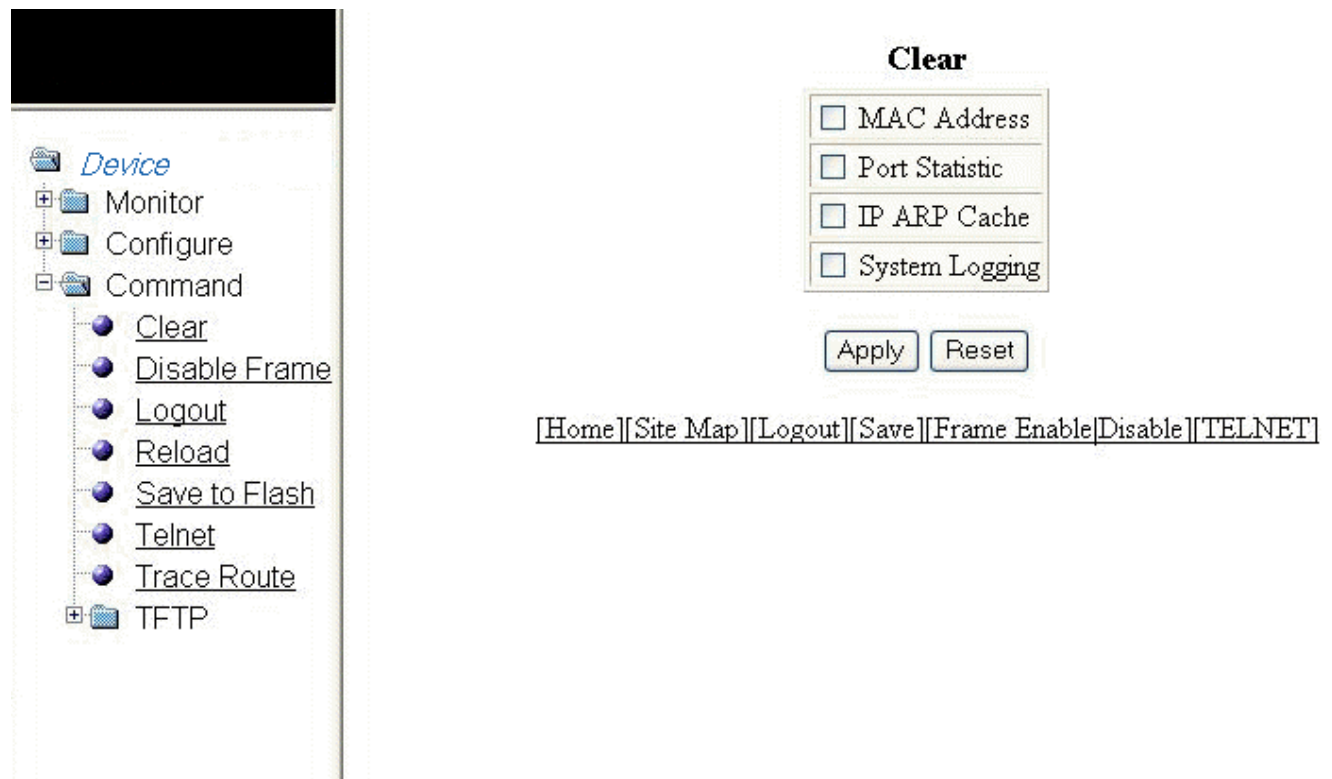 Device
Monitor
Configure
Command
Clear
Disable Frame
Logout
Reload
Save to Flash
Telnet
Trace Route
TFTP
Clear
MAC Address
Port Statistic
IP ARP Cache
System Logging
Apply Reset
[Home][Site Map][Logout][Save][Frame Enable|Disable][TELNET]